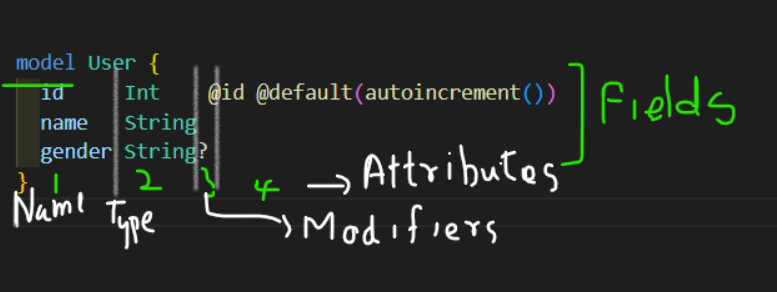 model User {
id Int @id @default(autoincrement())
name String
gender String?
}
Fields
1 2 3 4 → Attributes
Name Type → Modifiers